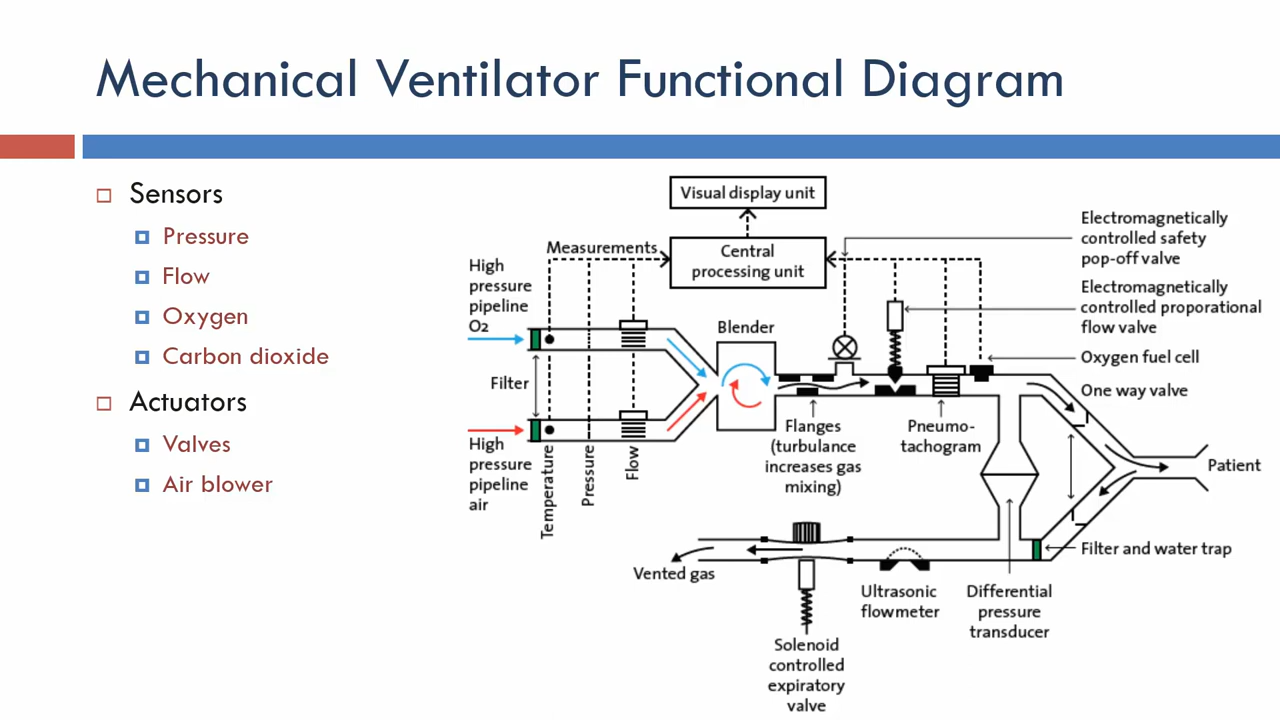 Mechanical Ventilator Functional Diagram
Sensors
Pressure
Flow
Oxygen
Carbon dioxide
Actuators
Valves
Air blower
Visual display unit
Central
processing unit
Measurements
High
pressure
pipeline
O2
Filter
High
pressure
pipeline
air
Temperature
Pressure
Flow
Blender
Flanges
(turbulance
increases gas
mixing)
Pneumo-
tachogram
Electromagnetically
controlled safety
pop-off valve
Electromagnetically
controlled proporational
flow valve
Oxygen fuel cell
One way valve
Patient
Filter and water trap
Differential
pressure
transducer
Ultrasonic
flowmeter
Solenoid
controlled
expiratory
valve
Vented gas